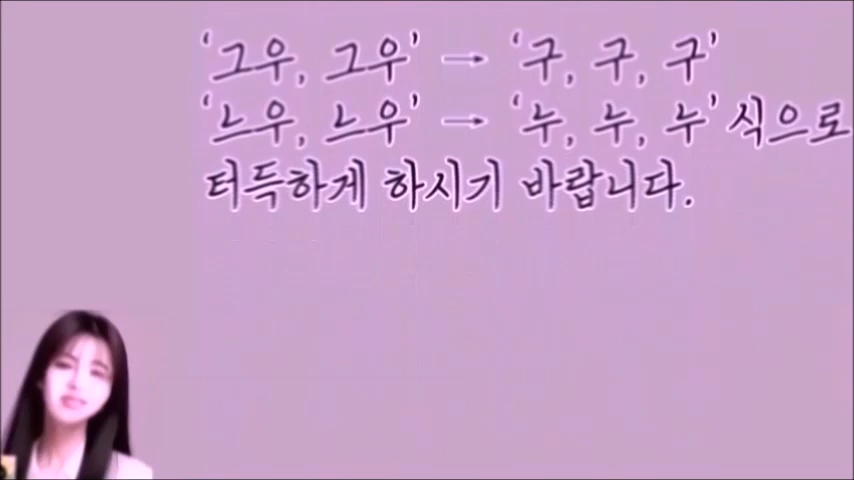 '그우, 그우' → '구, 구, 구'
'느우, 느우' → '누, 누, 누' 식으로
터득하게 하시기 바랍니다.